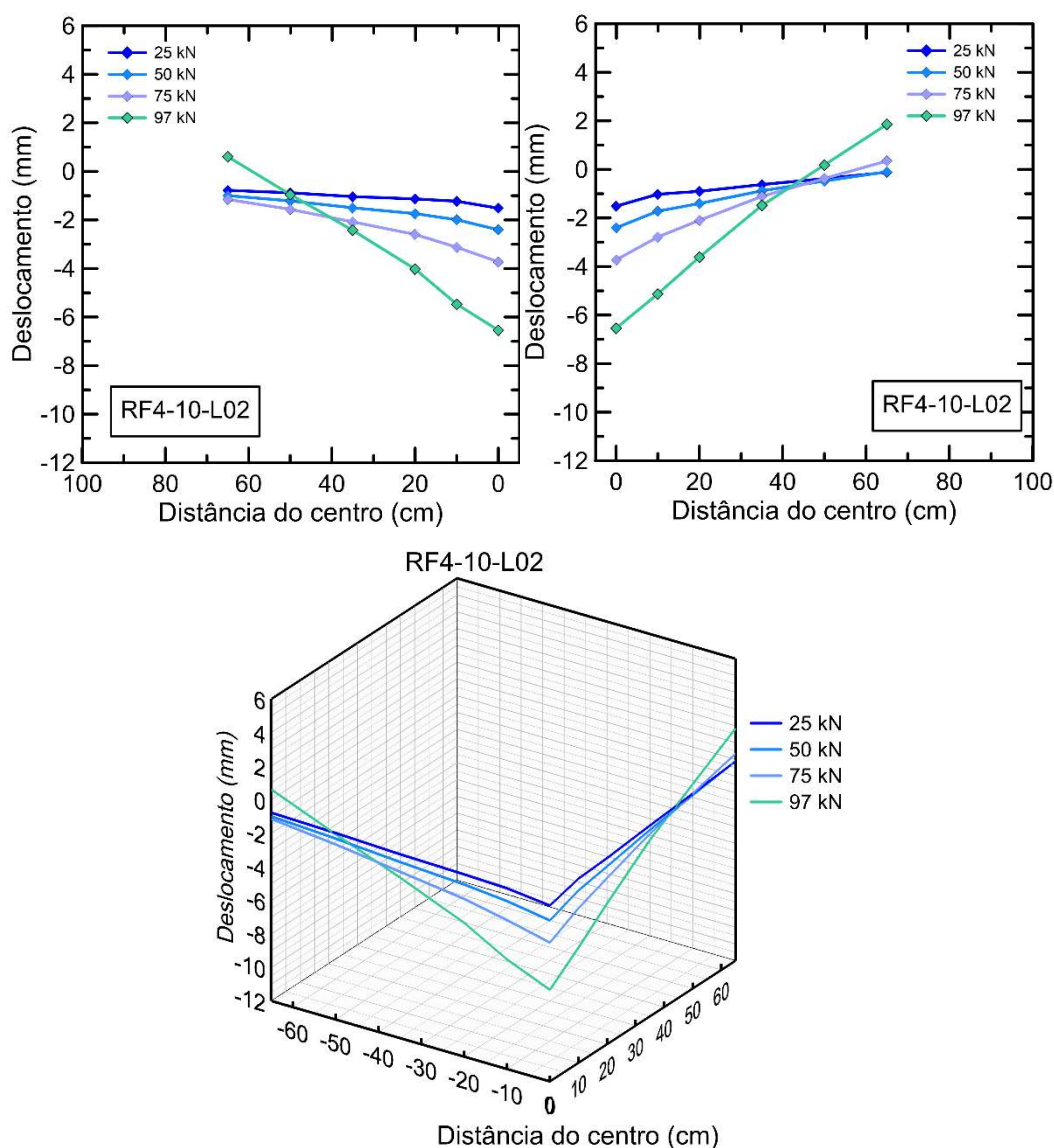 6
4
2
0
-2
-4
-6
-8
-10
-12
Deslocamento (mm)
25 kN
50 kN
75 kN
97 kN
RF4-10-L02
100 80 60 40 20 0
Distância do centro (cm)
6
4
2
0
-2
-4
-6
-8
-10
-12
Deslocamento (mm)
25 kN
50 kN
75 kN
97 kN
RF4-10-L02
0 20 40 60 80 100
Distância do centro (cm)
RF4-10-L02
6
4
2
0
-2
-4
-6
-8
-10
-12
Deslocamento (mm)
25 kN
50 kN
75 kN
97 kN
-60 -50 -40 -30 -20 -10 0
0 10 20 30 40 50 60
Distância do centro (cm)